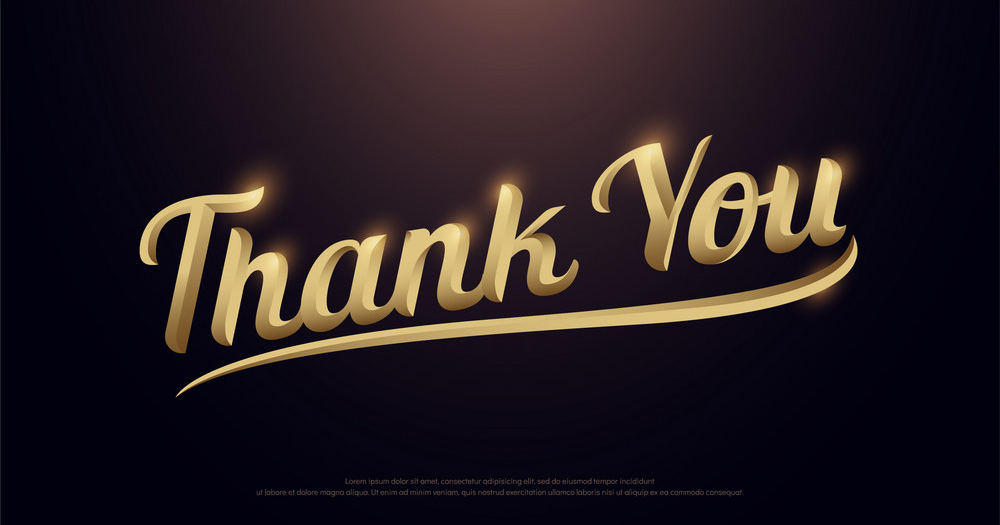 Thank You
Lorem ipsum dolor sit amet, consectetur adipisicing elit, sed do eiusmod tempor incididunt
ut labore et dolore magna aliqua. Ut enim ad minim veniam, quis nostrud exercitation ullamco laboris nisi ut aliquip ex ea commodo consequat.